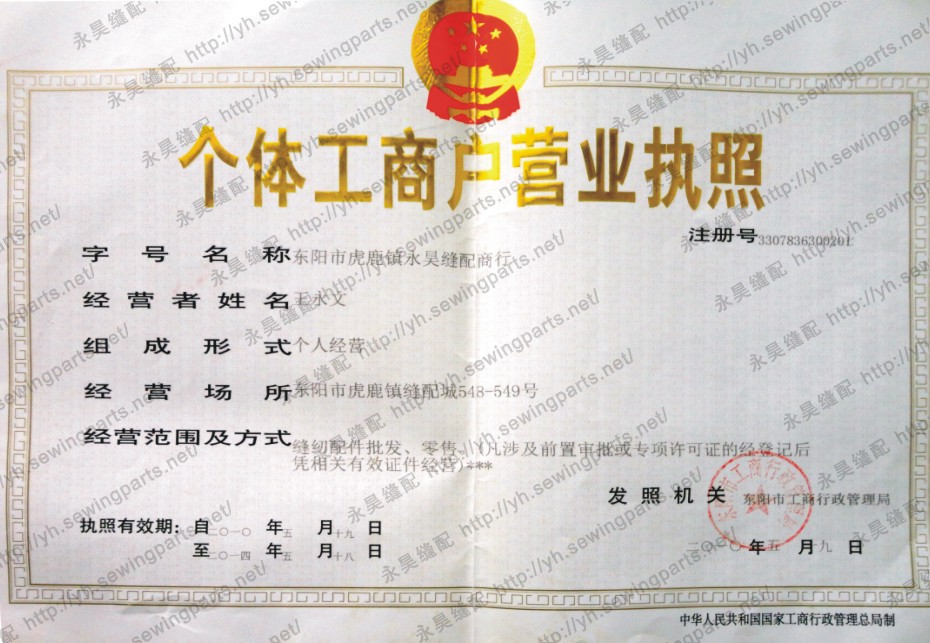 个体工商户营业执照
注册号 330783630020l
字号名称 东阳市虎鹿镇永昊缝配商行
经营者姓名 王永文
组成形式 个人经营
经营场所 东阳市虎鹿镇缝配城548-549号
经营范围及方式 缝纫配件批发、零售。(凡涉及前置审批或专项许可证的经登记后
凭相关有效证件经营)***
发照机关 东阳市工商行政管理局
执照有效期：自二〇一〇年五月十九日
至二〇一四年五月十八日
二〇一〇年五月十九日
中华人民共和国国家工商行政管理总局制
永昊缝配 http://yh.sewingparts.net/